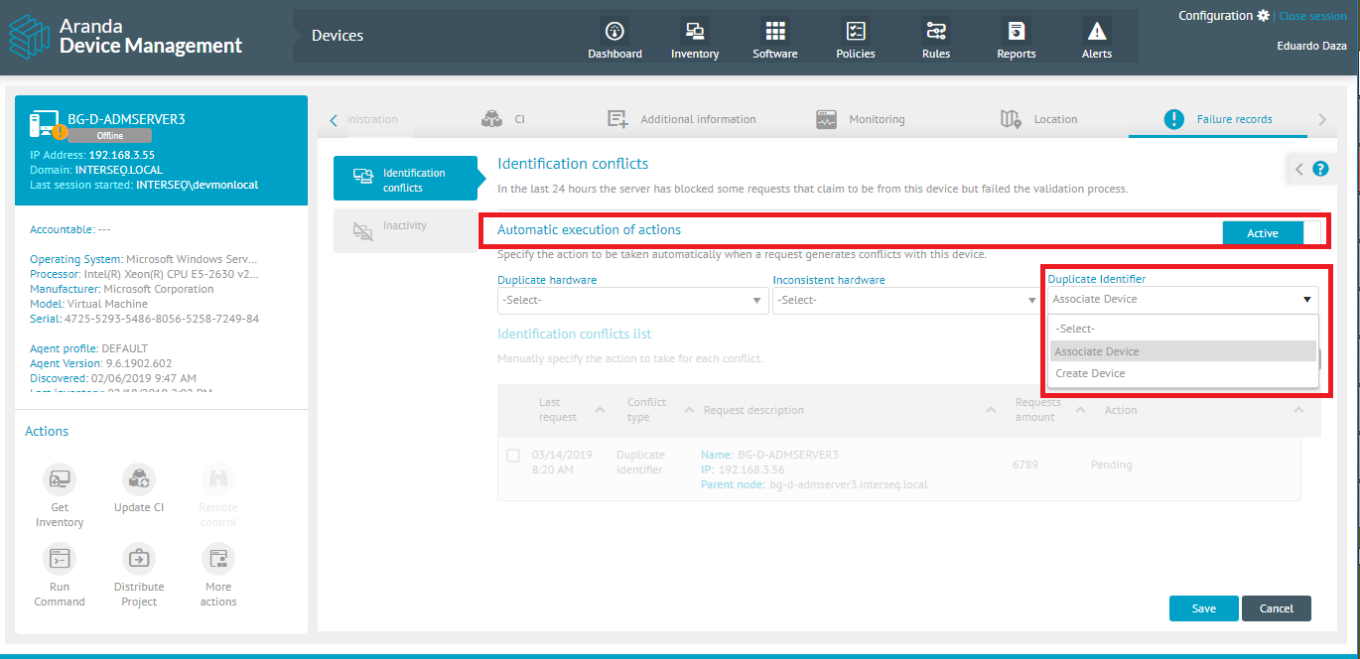 Aranda
Device Management
Devices
Dashboard
Inventory
Software
Policies
Rules
Reports
Alerts
Configuration | Close session
Eduardo Daza
BG-D-ADMSERVER3
Offline
IP Address: 192.168.3.55
Domain: INTERSEQ.LOCAL
Last session started: INTERSEQ\devmonlocal
Accountable: ---
Operating System: Microsoft Windows Serv...
Processor: Intel(R) Xeon(R) CPU E5-2630 v2...
Manufacturer: Microsoft Corporation
Model: Virtual Machine
Serial: 4725-5293-5486-8056-5258-7249-84
Agent profile: DEFAULT
Agent Version: 9.6.1902.602
Discovered: 02/06/2019 9:47 AM
Actions
Get
Inventory
Update CI
Remote
control
Run
Command
Distribute
Project
More
actions
inistration
CI
Additional information
Monitoring
Location
Failure records
Identification
conflicts
Inactivity
Identification conflicts
In the last 24 hours the server has blocked some requests that claim to be from this device but failed the validation process.
Automatic execution of actions
Active
Specify the action to be taken automatically when a request generates conflicts with this device.
Duplicate hardware
-Select-
Inconsistent hardware
-Select-
Duplicate Identifier
Associate Device
-Select-
Associate Device
Create Device
Identification conflicts list
Manually specify the action to take for each conflict.
Last
request
Conflict
type
Request description
Requests
amount
Action
03/14/2019
8:20 AM
Duplicate
Identifier
Name: BG-D-ADMSERVER3
IP: 192.168.3.56
Parent node: bg-d-admserver3.interseq.local
6789
Pending
Save
Cancel